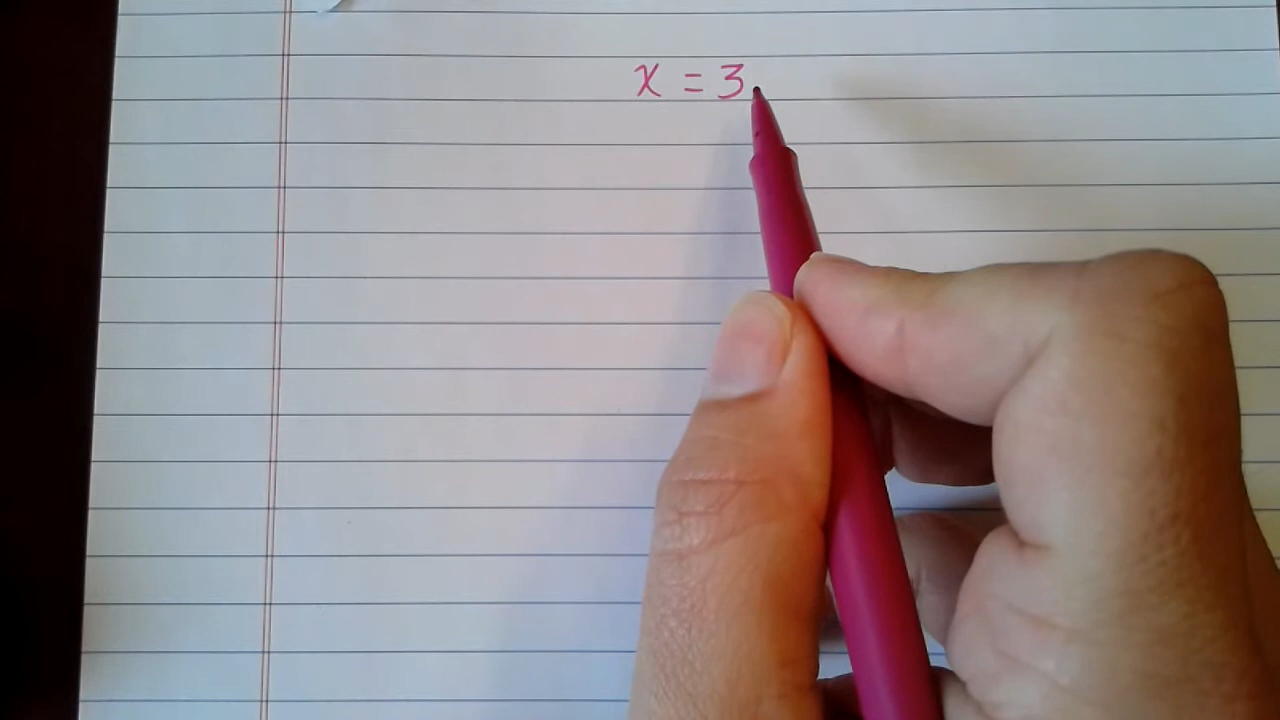 x = 3